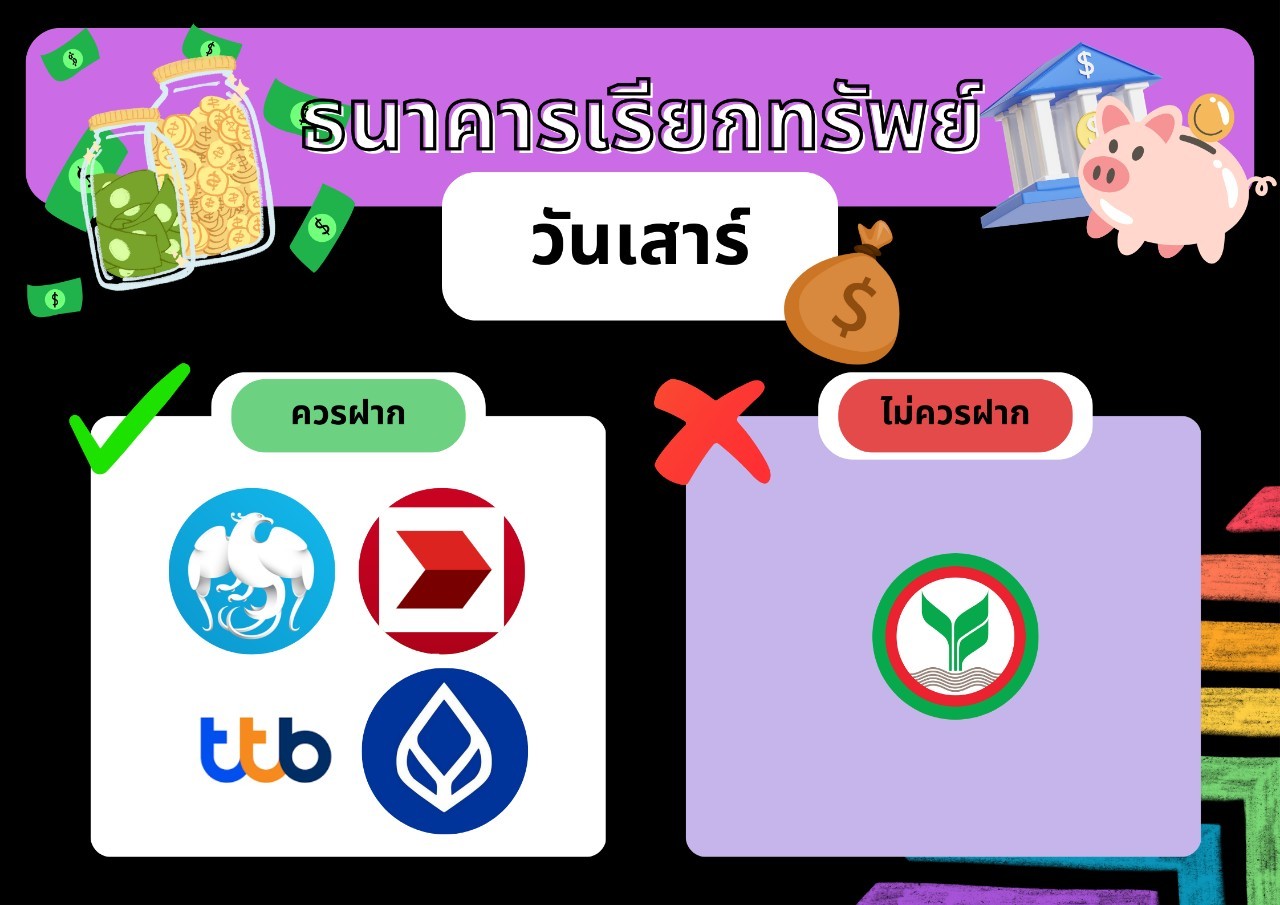 ธนาคารเรียกทรัพย์
วันเสาร์
ควรฝาก
ไม่ควรฝาก
ttb